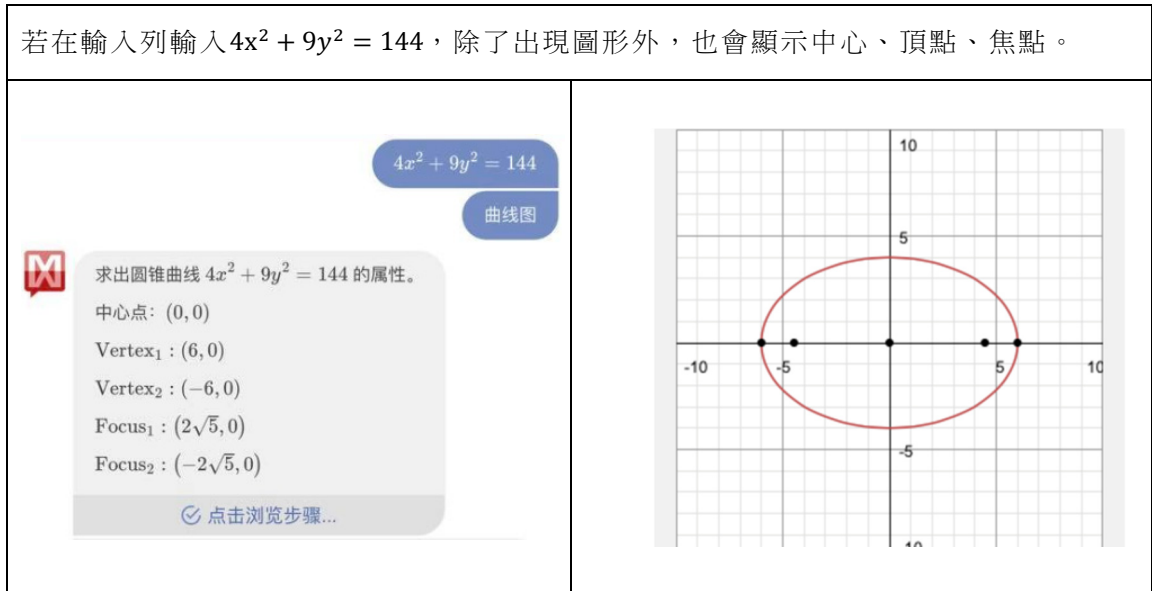 若在輸入列輸入4x² + 9y² = 144，除了出現圖形外，也會顯示中心、頂點、焦點。
4x² + 9y² = 144
曲线图
求出圆锥曲线 4x² + 9y² = 144 的属性。
中心点：(0, 0)
Vertex₁ : (6, 0)
Vertex₂ : (−6, 0)
Focus₁ : (2√5, 0)
Focus₂ : (−2√5, 0)
点击浏览步骤...
10
5
-10
-5
5
10
-5
-10